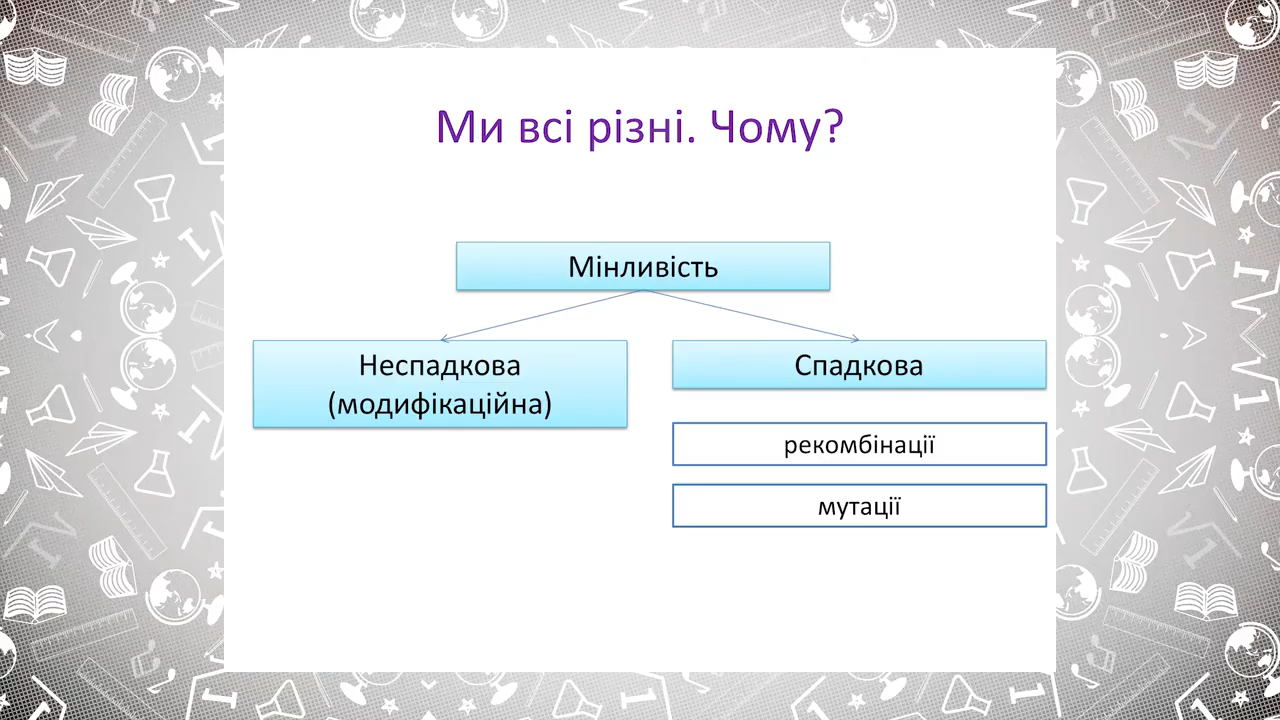 Ми всі різні. Чому?
Мінливість
Неспадкова
(модифікаційна)
Спадкова
рекомбінації
мутації